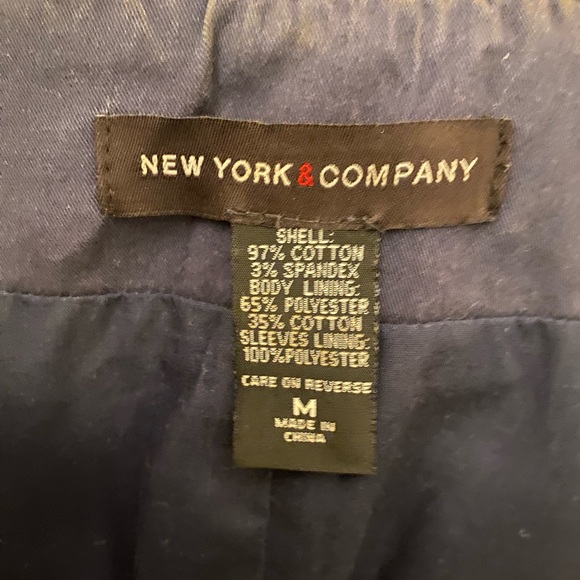 NEW YORK & COMPANY
SHELL:
97% COTTON
3% SPANDEX
BODY LINING:
65% POLYESTER
35% COTTON
SLEEVES LINING:
100%POLYESTER
CARE ON REVERSE
M
MADE IN
CHINA